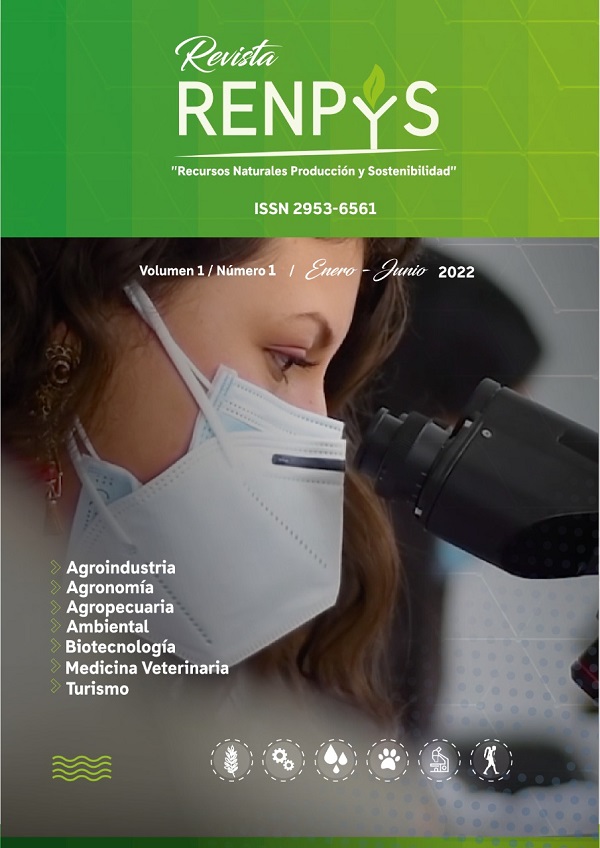 Revista
RENPYS
"Recursos Naturales Producción y Sostenibilidad"
ISSN 2953-6561
Volumen 1 / Número 1 / Enero - Junio 2022
Agroindustria
Agronomía
Agropecuaria
Ambiental
Biotecnología
Medicina Veterinaria
Turismo